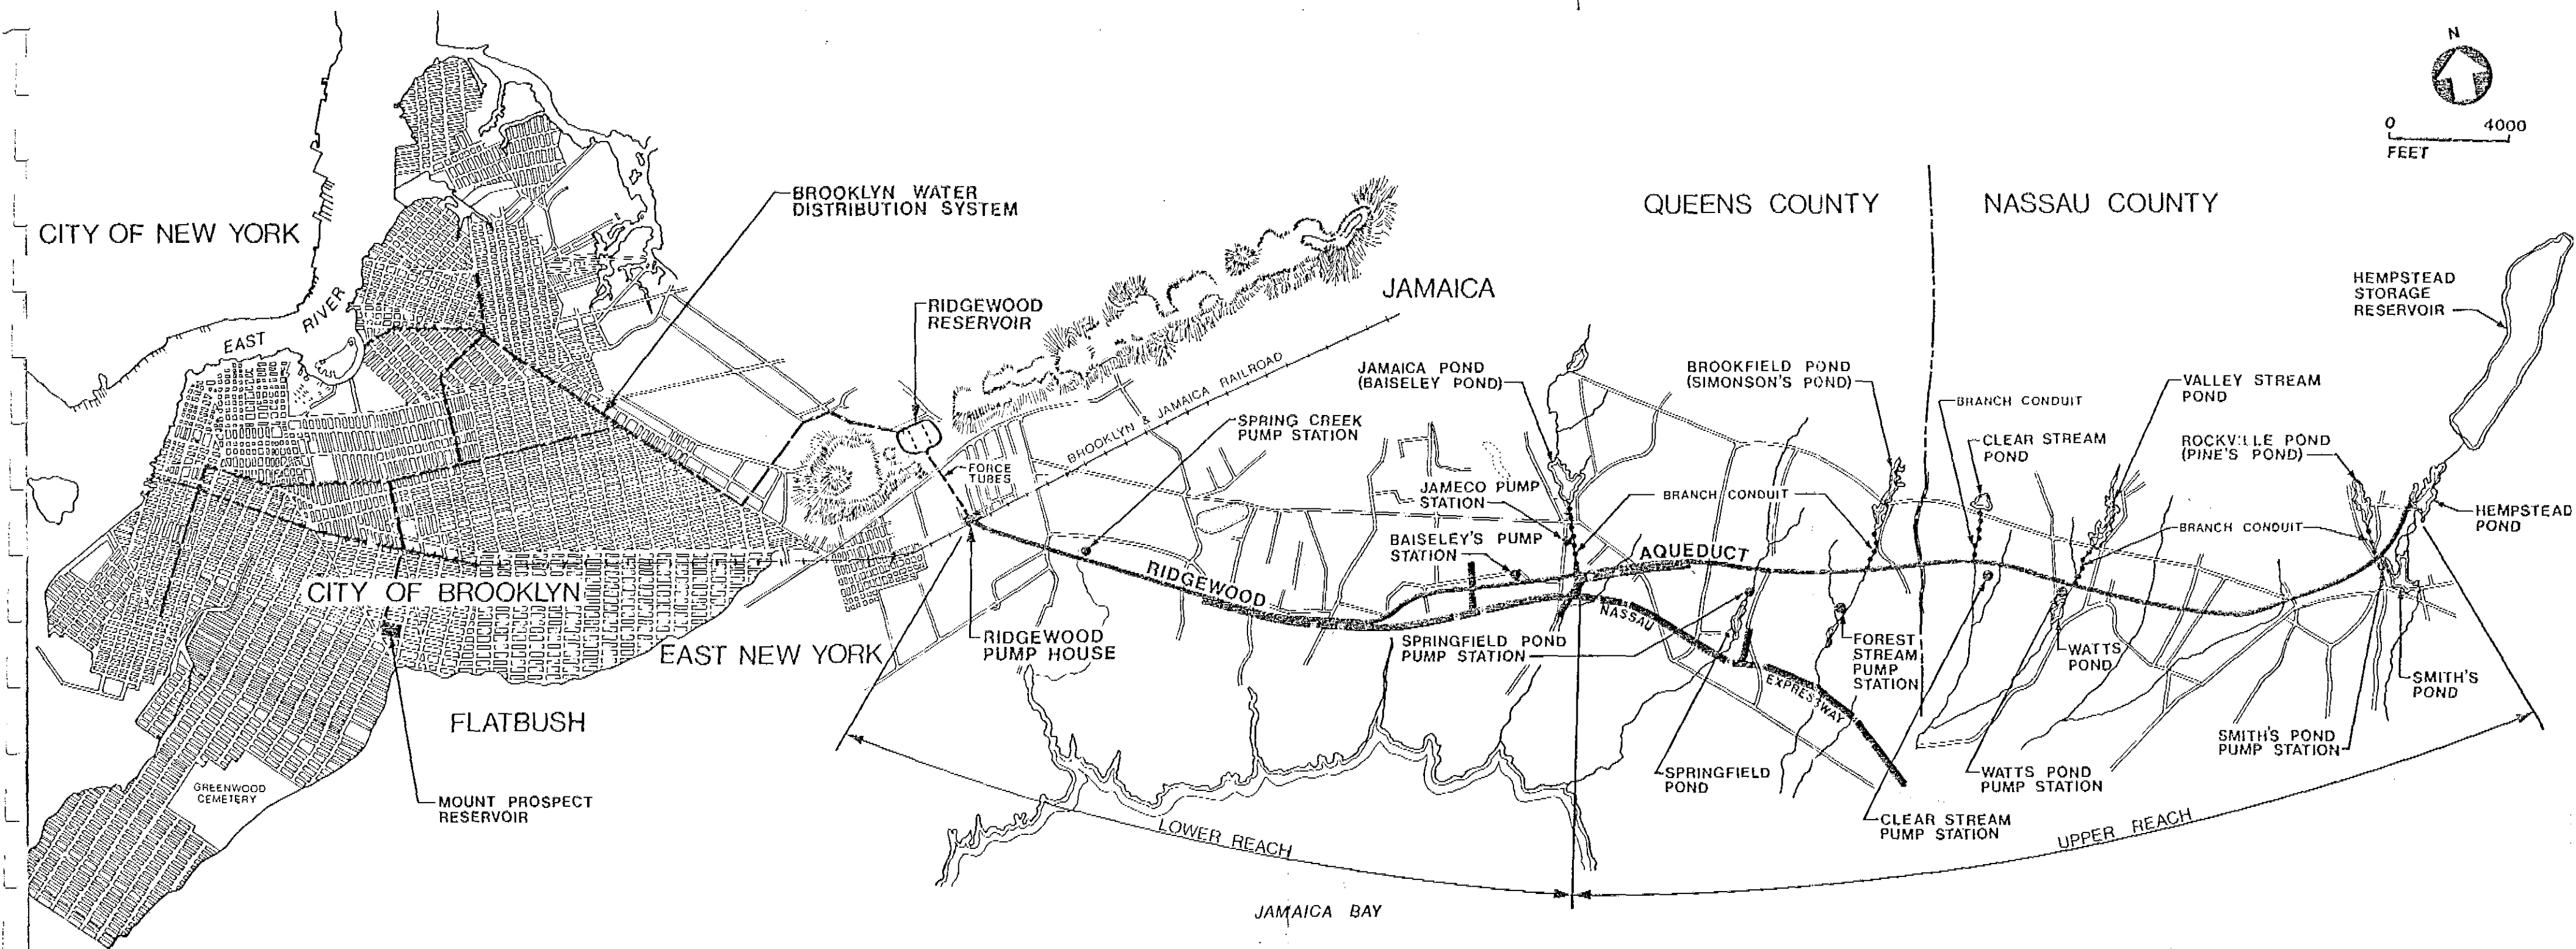 N
0 4000
FEET
CITY OF NEW YORK
EAST RIVER
BROOKLYN WATER
DISTRIBUTION SYSTEM
RIDGEWOOD
RESERVOIR
JAMAICA
BROOKLYN & JAMAICA RAILROAD
FORCE
TUBES
SPRING CREEK
PUMP STATION
QUEENS COUNTY
NASSAU COUNTY
HEMPSTEAD
STORAGE
RESERVOIR
JAMAICA POND
(BAISELEY POND)
BROOKFIELD POND
(SIMONSON'S POND)
BRANCH CONDUIT
CLEAR STREAM
POND
VALLEY STREAM
POND
ROCKVILLE POND
(PINE'S POND)
JAMECO PUMP
STATION
BRANCH CONDUIT
BRANCH CONDUIT
HEMPSTEAD
POND
BAISELEY'S PUMP
STATION
RIDGEWOOD AQUEDUCT
NASSAU EXPRESSWAY
CITY OF BROOKLYN
EAST NEW YORK
RIDGEWOOD
PUMP HOUSE
SPRINGFIELD POND
PUMP STATION
FOREST
STREAM
PUMP
STATION
WATTS
POND
SMITH'S
POND
FLATBUSH
GREENWOOD
CEMETERY
MOUNT PROSPECT
RESERVOIR
SPRINGFIELD
POND
CLEAR STREAM
PUMP STATION
WATTS POND
PUMP STATION
SMITH'S POND
PUMP STATION
LOWER REACH
UPPER REACH
JAMAICA BAY